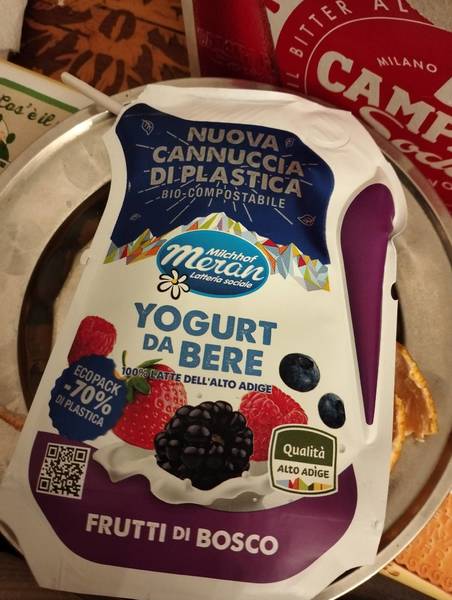 NUOVA
CANNUCCIA
DI PLASTICA
BIO-COMPOSTABILE
Milchhof
meran
Latteria sociale
YOGURT
DA BERE
100% LATTE DELL'ALTO ADIGE
ECOPACK
-70%
DI PLASTICA
Qualità
ALTO ADIGE
FRUTTI DI BOSCO
BITTER
MILANO
CAMP
Sod